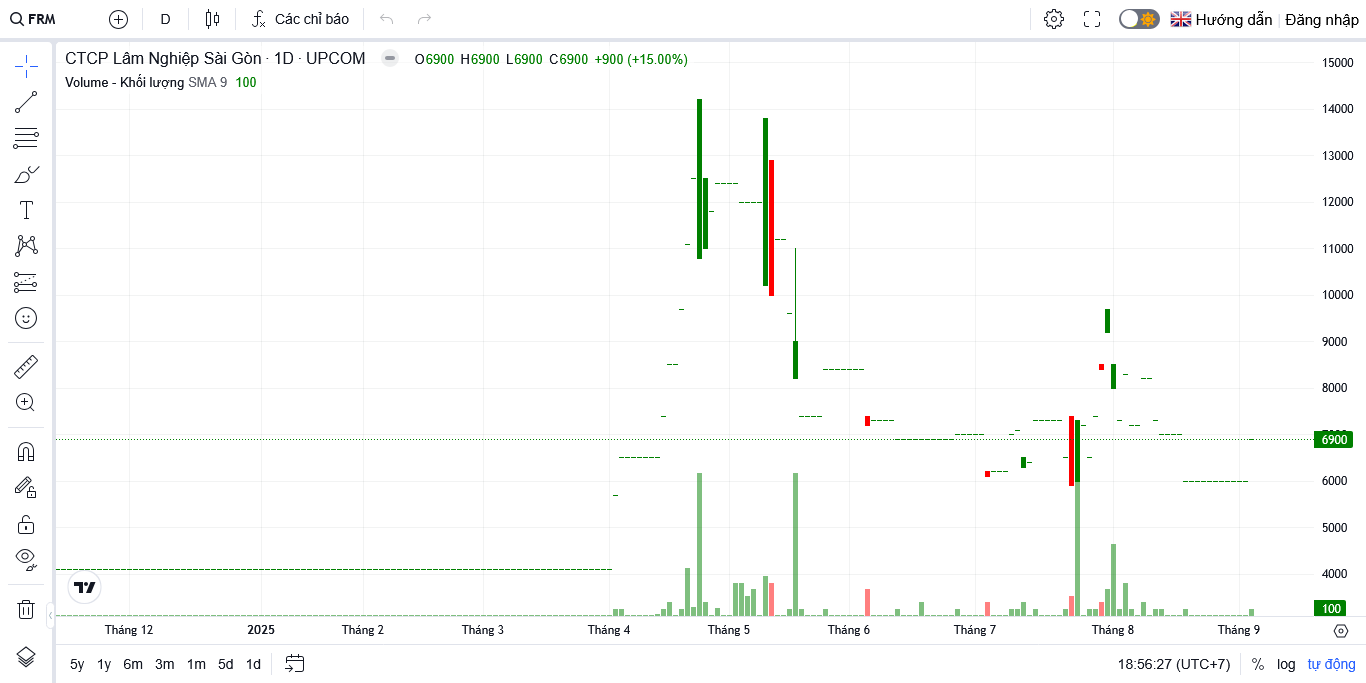 FRM D Các chỉ báo Hướng dẫn Đăng nhập
CTCP Lâm Nghiệp Sài Gòn · 1D · UPCOM O6900 H6900 L6900 C6900 +900 (+15.00%)
Volume - Khối lượng SMA 9 100
15000
14000
13000
12000
11000
10000
9000
8000
7000
6900
6000
5000
4000
100
Tháng 12 2025 Tháng 2 Tháng 3 Tháng 4 Tháng 5 Tháng 6 Tháng 7 Tháng 8 Tháng 9
5y 1y 6m 3m 1m 5d 1d 18:56:27 (UTC+7) % log tự động